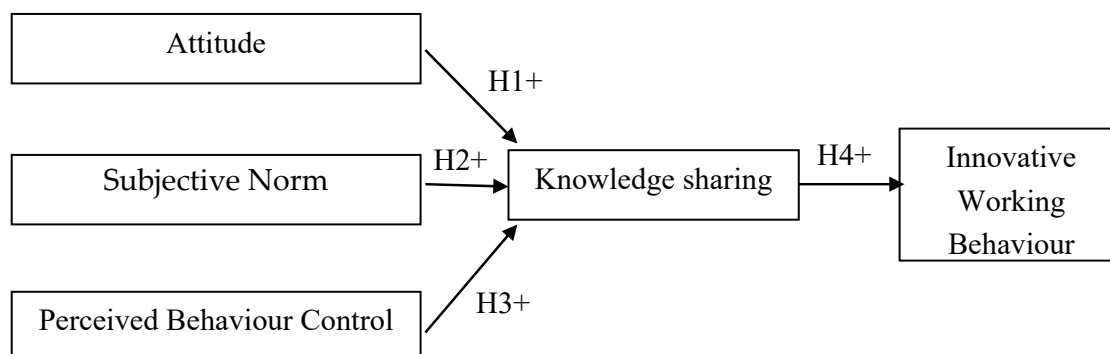 Attitude
H1+
Subjective Norm
H2+
Knowledge sharing
H4+
Innovative
Working
Behaviour
Perceived Behaviour Control
H3+